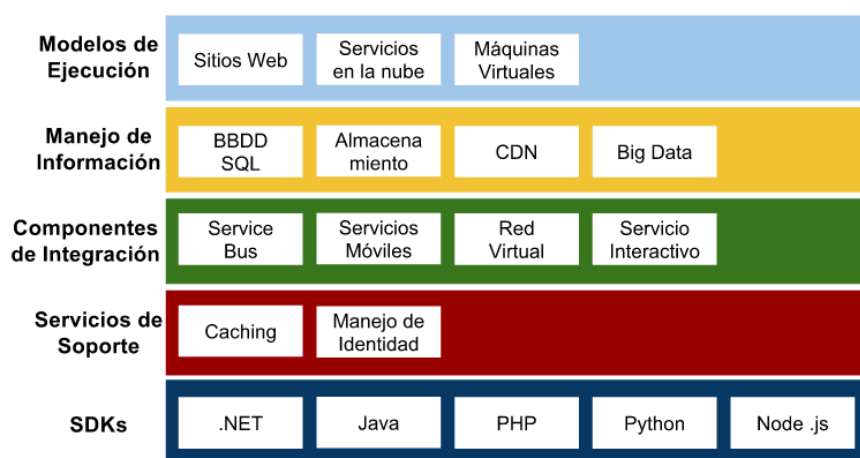 Modelos de
Ejecución
Sitios Web
Servicios
en la nube
Máquinas
Virtuales
Manejo de
Información
BBDD
SQL
Almacena
miento
CDN
Big Data
Componentes
de Integración
Service
Bus
Servicios
Móviles
Red
Virtual
Servicio
Interactivo
Servicios de
Soporte
Caching
Manejo de
Identidad
SDKs
.NET
Java
PHP
Python
Node .js